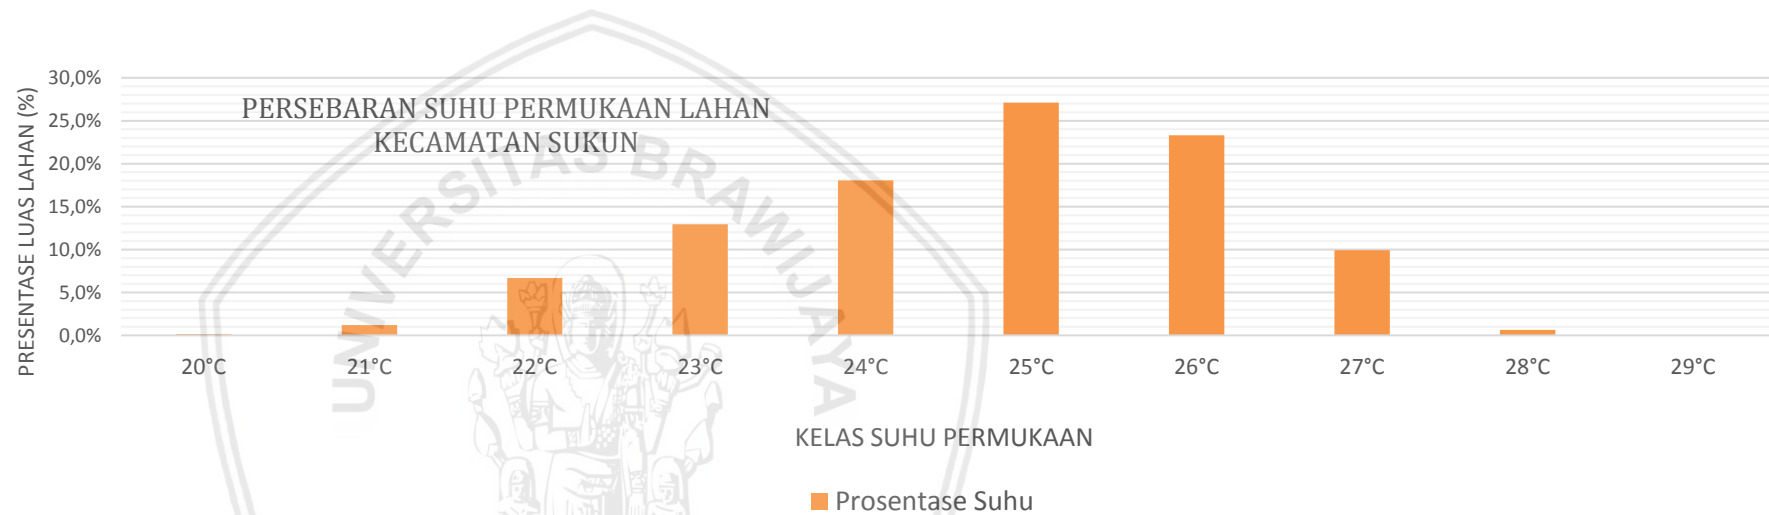 PERSEBARAN SUHU PERMUKAAN LAHAN
KECAMATAN SUKUN
PRESENTASE LUAS LAHAN (%)
30,0%
25,0%
20,0%
15,0%
10,0%
5,0%
0,0%
20°C 21°C 22°C 23°C 24°C 25°C 26°C 27°C 28°C 29°C
KELAS SUHU PERMUKAAN
Prosentase Suhu
UNIVERSITAS BRAWIJAYA